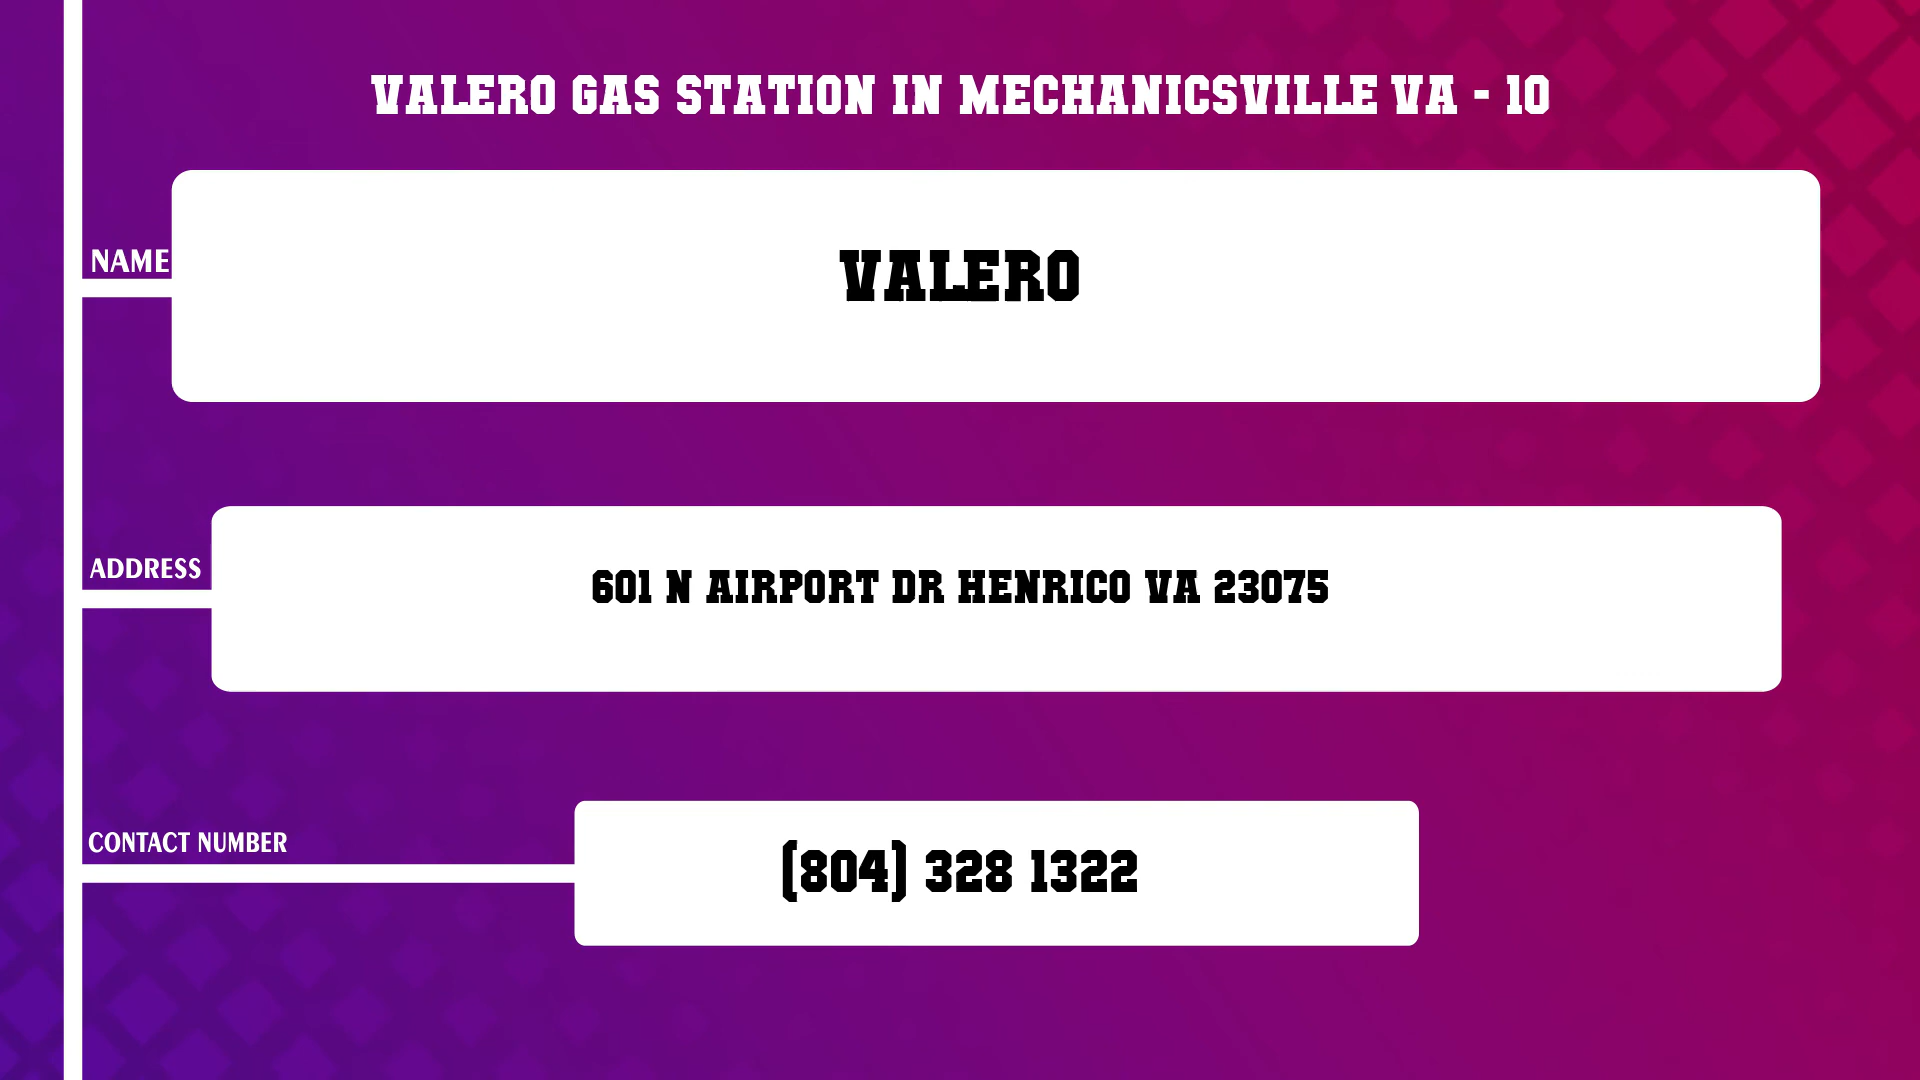 VALERO GAS STATION IN MECHANICSVILLE VA - 10
NAME
VALERO
ADDRESS
601 N AIRPORT DR HENRICO VA 23075
CONTACT NUMBER
(804) 328 1322